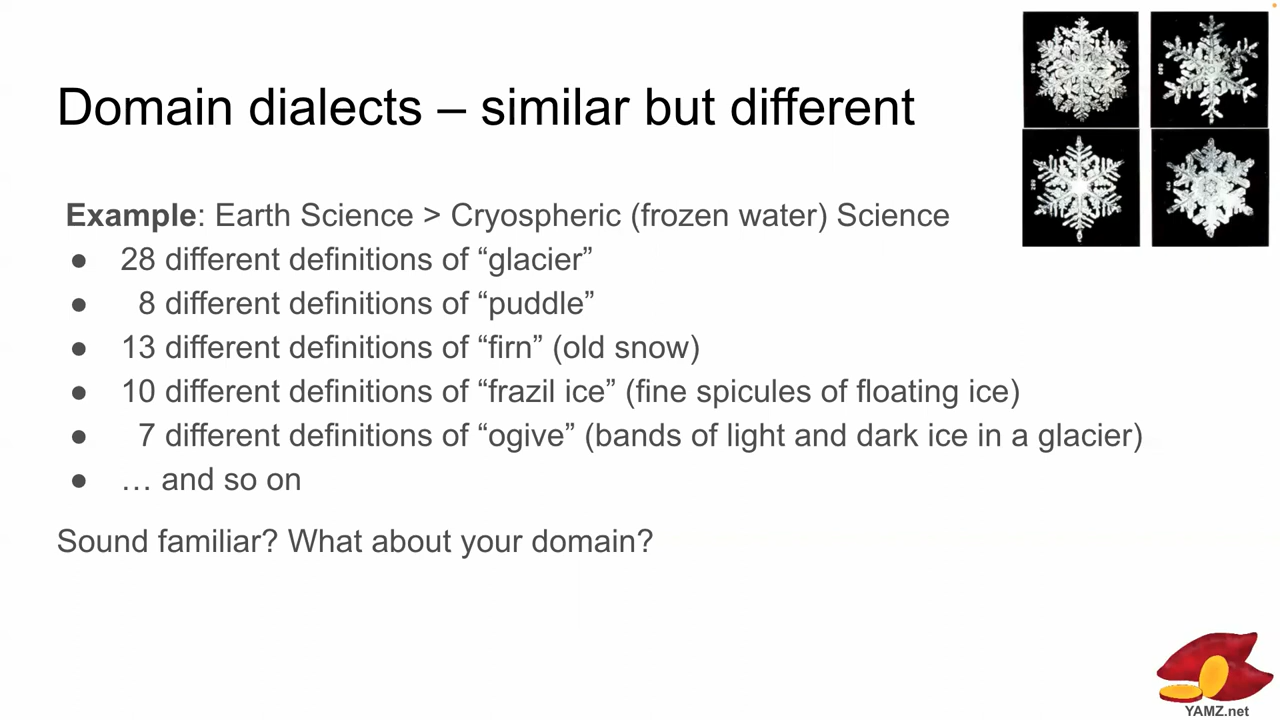 Domain dialects – similar but different
Example: Earth Science > Cryospheric (frozen water) Science
● 28 different definitions of “glacier”
● 8 different definitions of “puddle”
● 13 different definitions of “firn” (old snow)
● 10 different definitions of “frazil ice” (fine spicules of floating ice)
● 7 different definitions of “ogive” (bands of light and dark ice in a glacier)
● … and so on
Sound familiar? What about your domain?
YAMZ.net